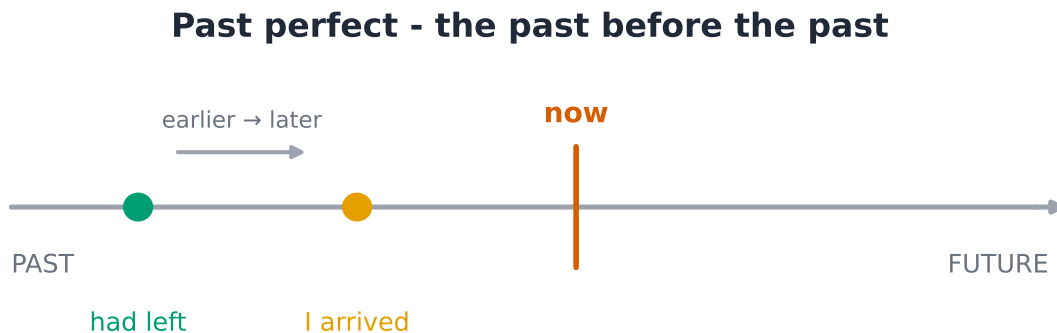 Past perfect - the past before the past
earlier → later
now
PAST
FUTURE
had left
I arrived